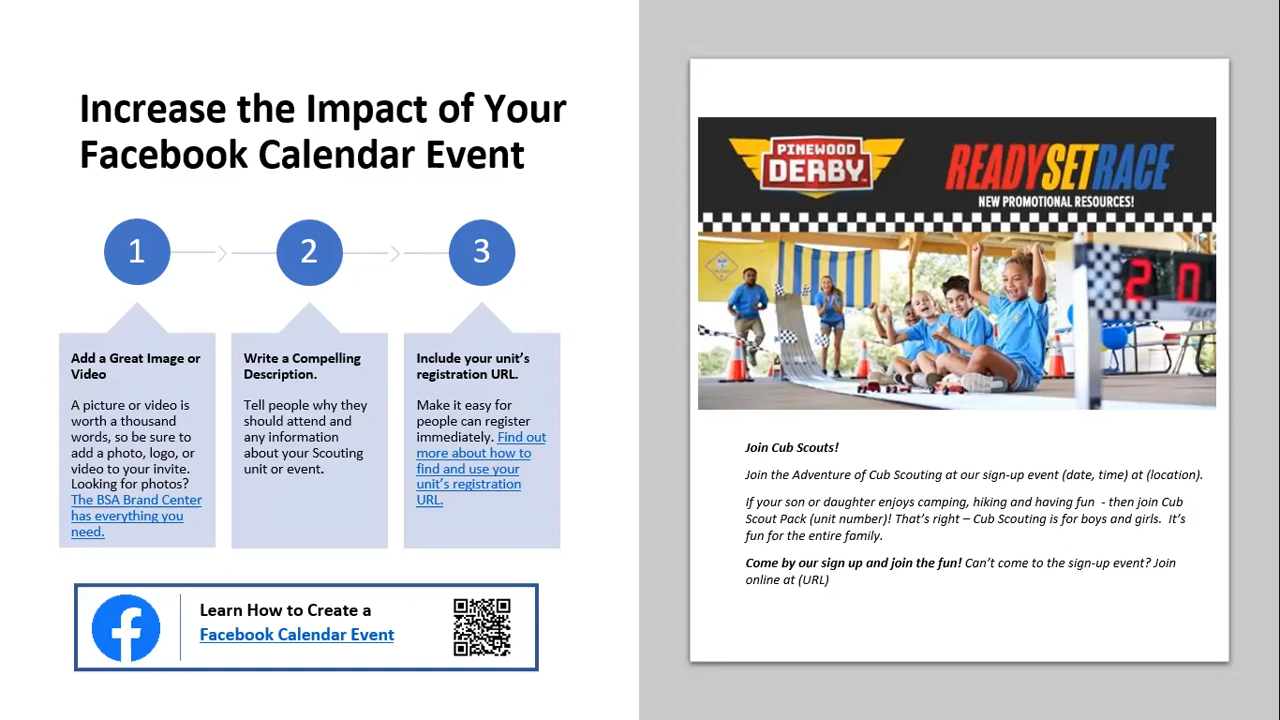 Increase the Impact of Your
Facebook Calendar Event
1
2
3
Add a Great Image or
Video
A picture or video is
worth a thousand
words, so be sure to
add a photo, logo, or
video to your invite.
Looking for photos?
The BSA Brand Center
has everything you
need.
Write a Compelling
Description.
Tell people why they
should attend and
any information
about your Scouting
unit or event.
Include your unit’s
registration URL.
Make it easy for
people can register
immediately. Find out
more about how to
find and use your
unit’s registration
URL.
Learn How to Create a
Facebook Calendar Event
PINEWOOD
DERBY
READYSETRACE
NEW PROMOTIONAL RESOURCES!
2 0
Join Cub Scouts!
Join the Adventure of Cub Scouting at our sign-up event (date, time) at (location).
If your son or daughter enjoys camping, hiking and having fun  - then join Cub
Scout Pack (unit number)! That’s right – Cub Scouting is for boys and girls.  It’s
fun for the entire family.
Come by our sign up and join the fun! Can’t come to the sign-up event? Join
online at (URL)